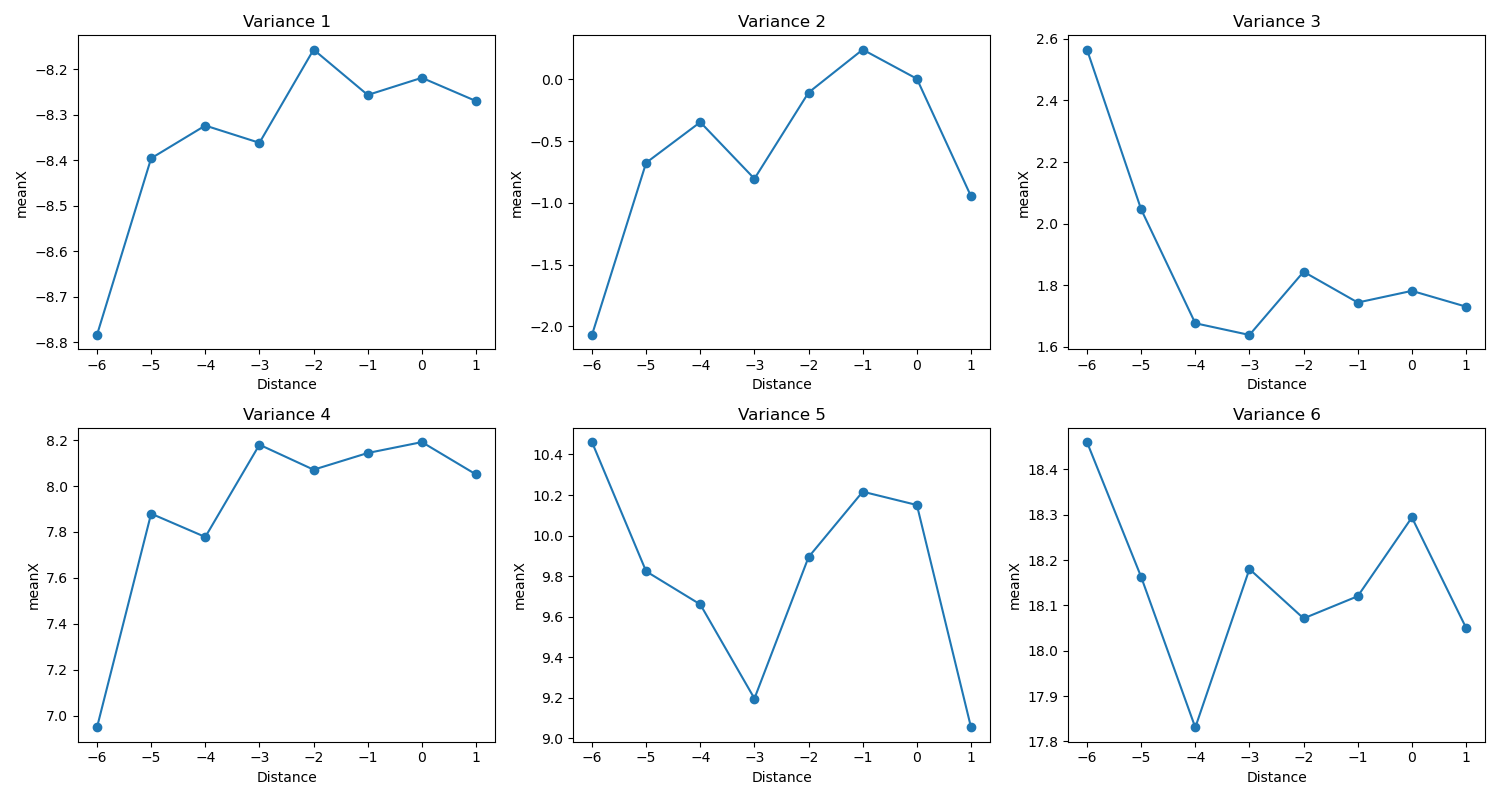 Variance 1
meanX
−8.2
−8.3
−8.4
−8.5
−8.6
−8.7
−8.8
−6 −5 −4 −3 −2 −1 0 1
Distance
Variance 2
meanX
0.0
−0.5
−1.0
−1.5
−2.0
−6 −5 −4 −3 −2 −1 0 1
Distance
Variance 3
meanX
2.6
2.4
2.2
2.0
1.8
1.6
−6 −5 −4 −3 −2 −1 0 1
Distance
Variance 4
meanX
8.2
8.0
7.8
7.6
7.4
7.2
7.0
−6 −5 −4 −3 −2 −1 0 1
Distance
Variance 5
meanX
10.4
10.2
10.0
9.8
9.6
9.4
9.2
9.0
−6 −5 −4 −3 −2 −1 0 1
Distance
Variance 6
meanX
18.4
18.3
18.2
18.1
18.0
17.9
17.8
−6 −5 −4 −3 −2 −1 0 1
Distance